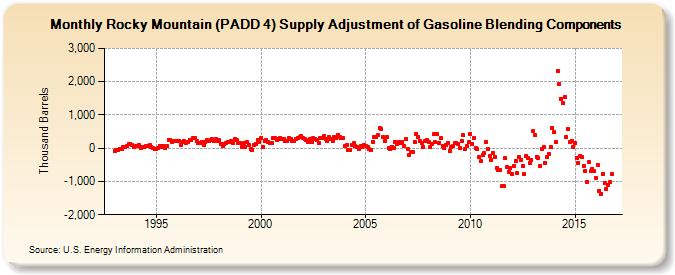 Monthly Rocky Mountain (PADD 4) Supply Adjustment of Gasoline Blending Components
Thousand Barrels
3,000
2,000
1,000
0
-1,000
-2,000
1995 2000 2005 2010 2015
Source: U.S. Energy Information Administration